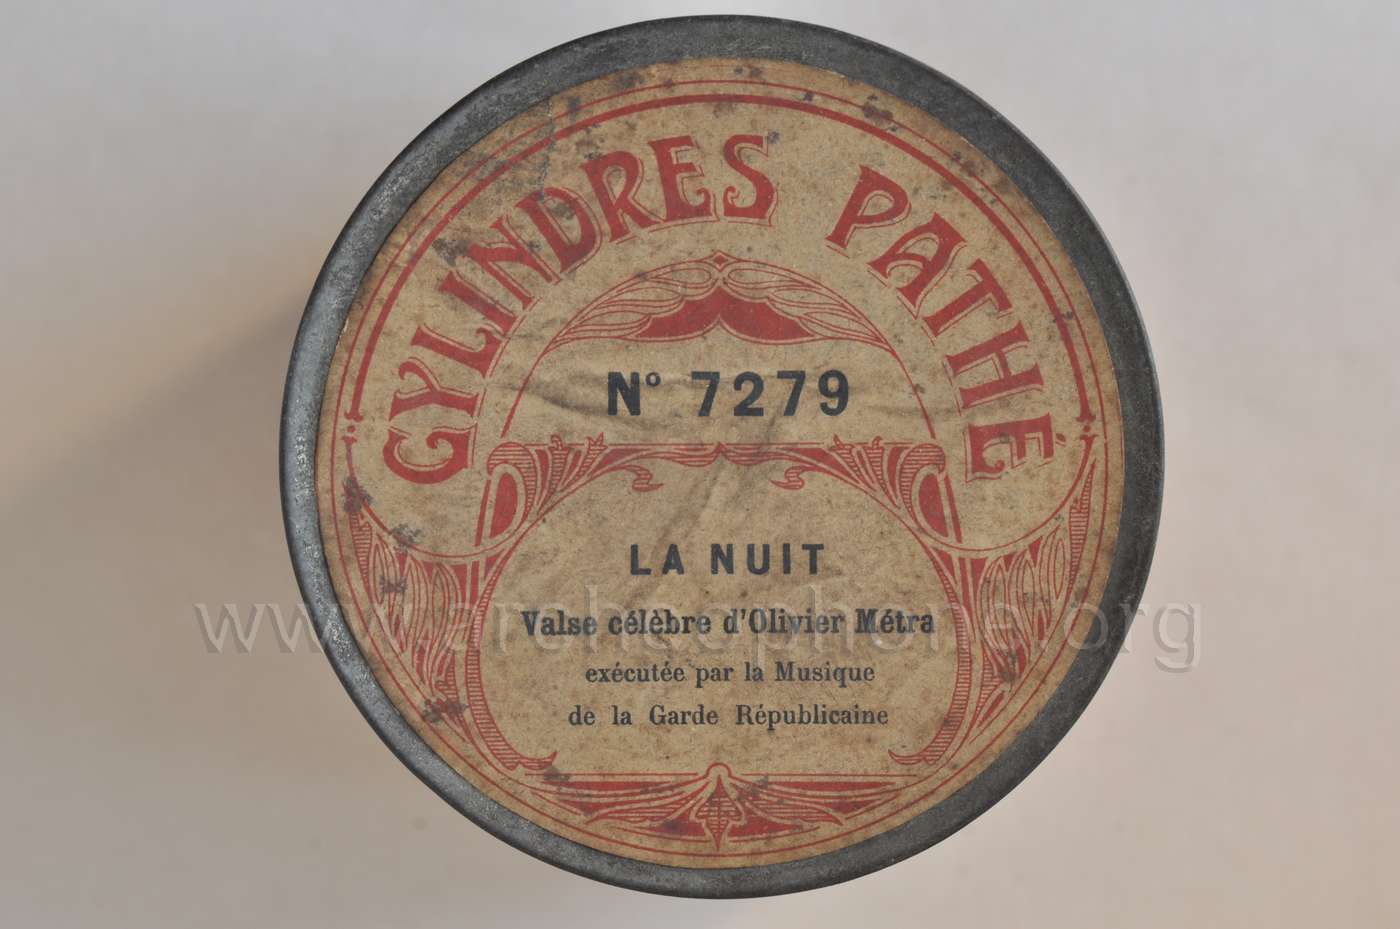 CYLINDRES PATHÉ
Nº 7279
LA NUIT
Valse célèbre d'Olivier Métra
www.archeophone.org
exécutée par la Musique
de la Garde Républicaine